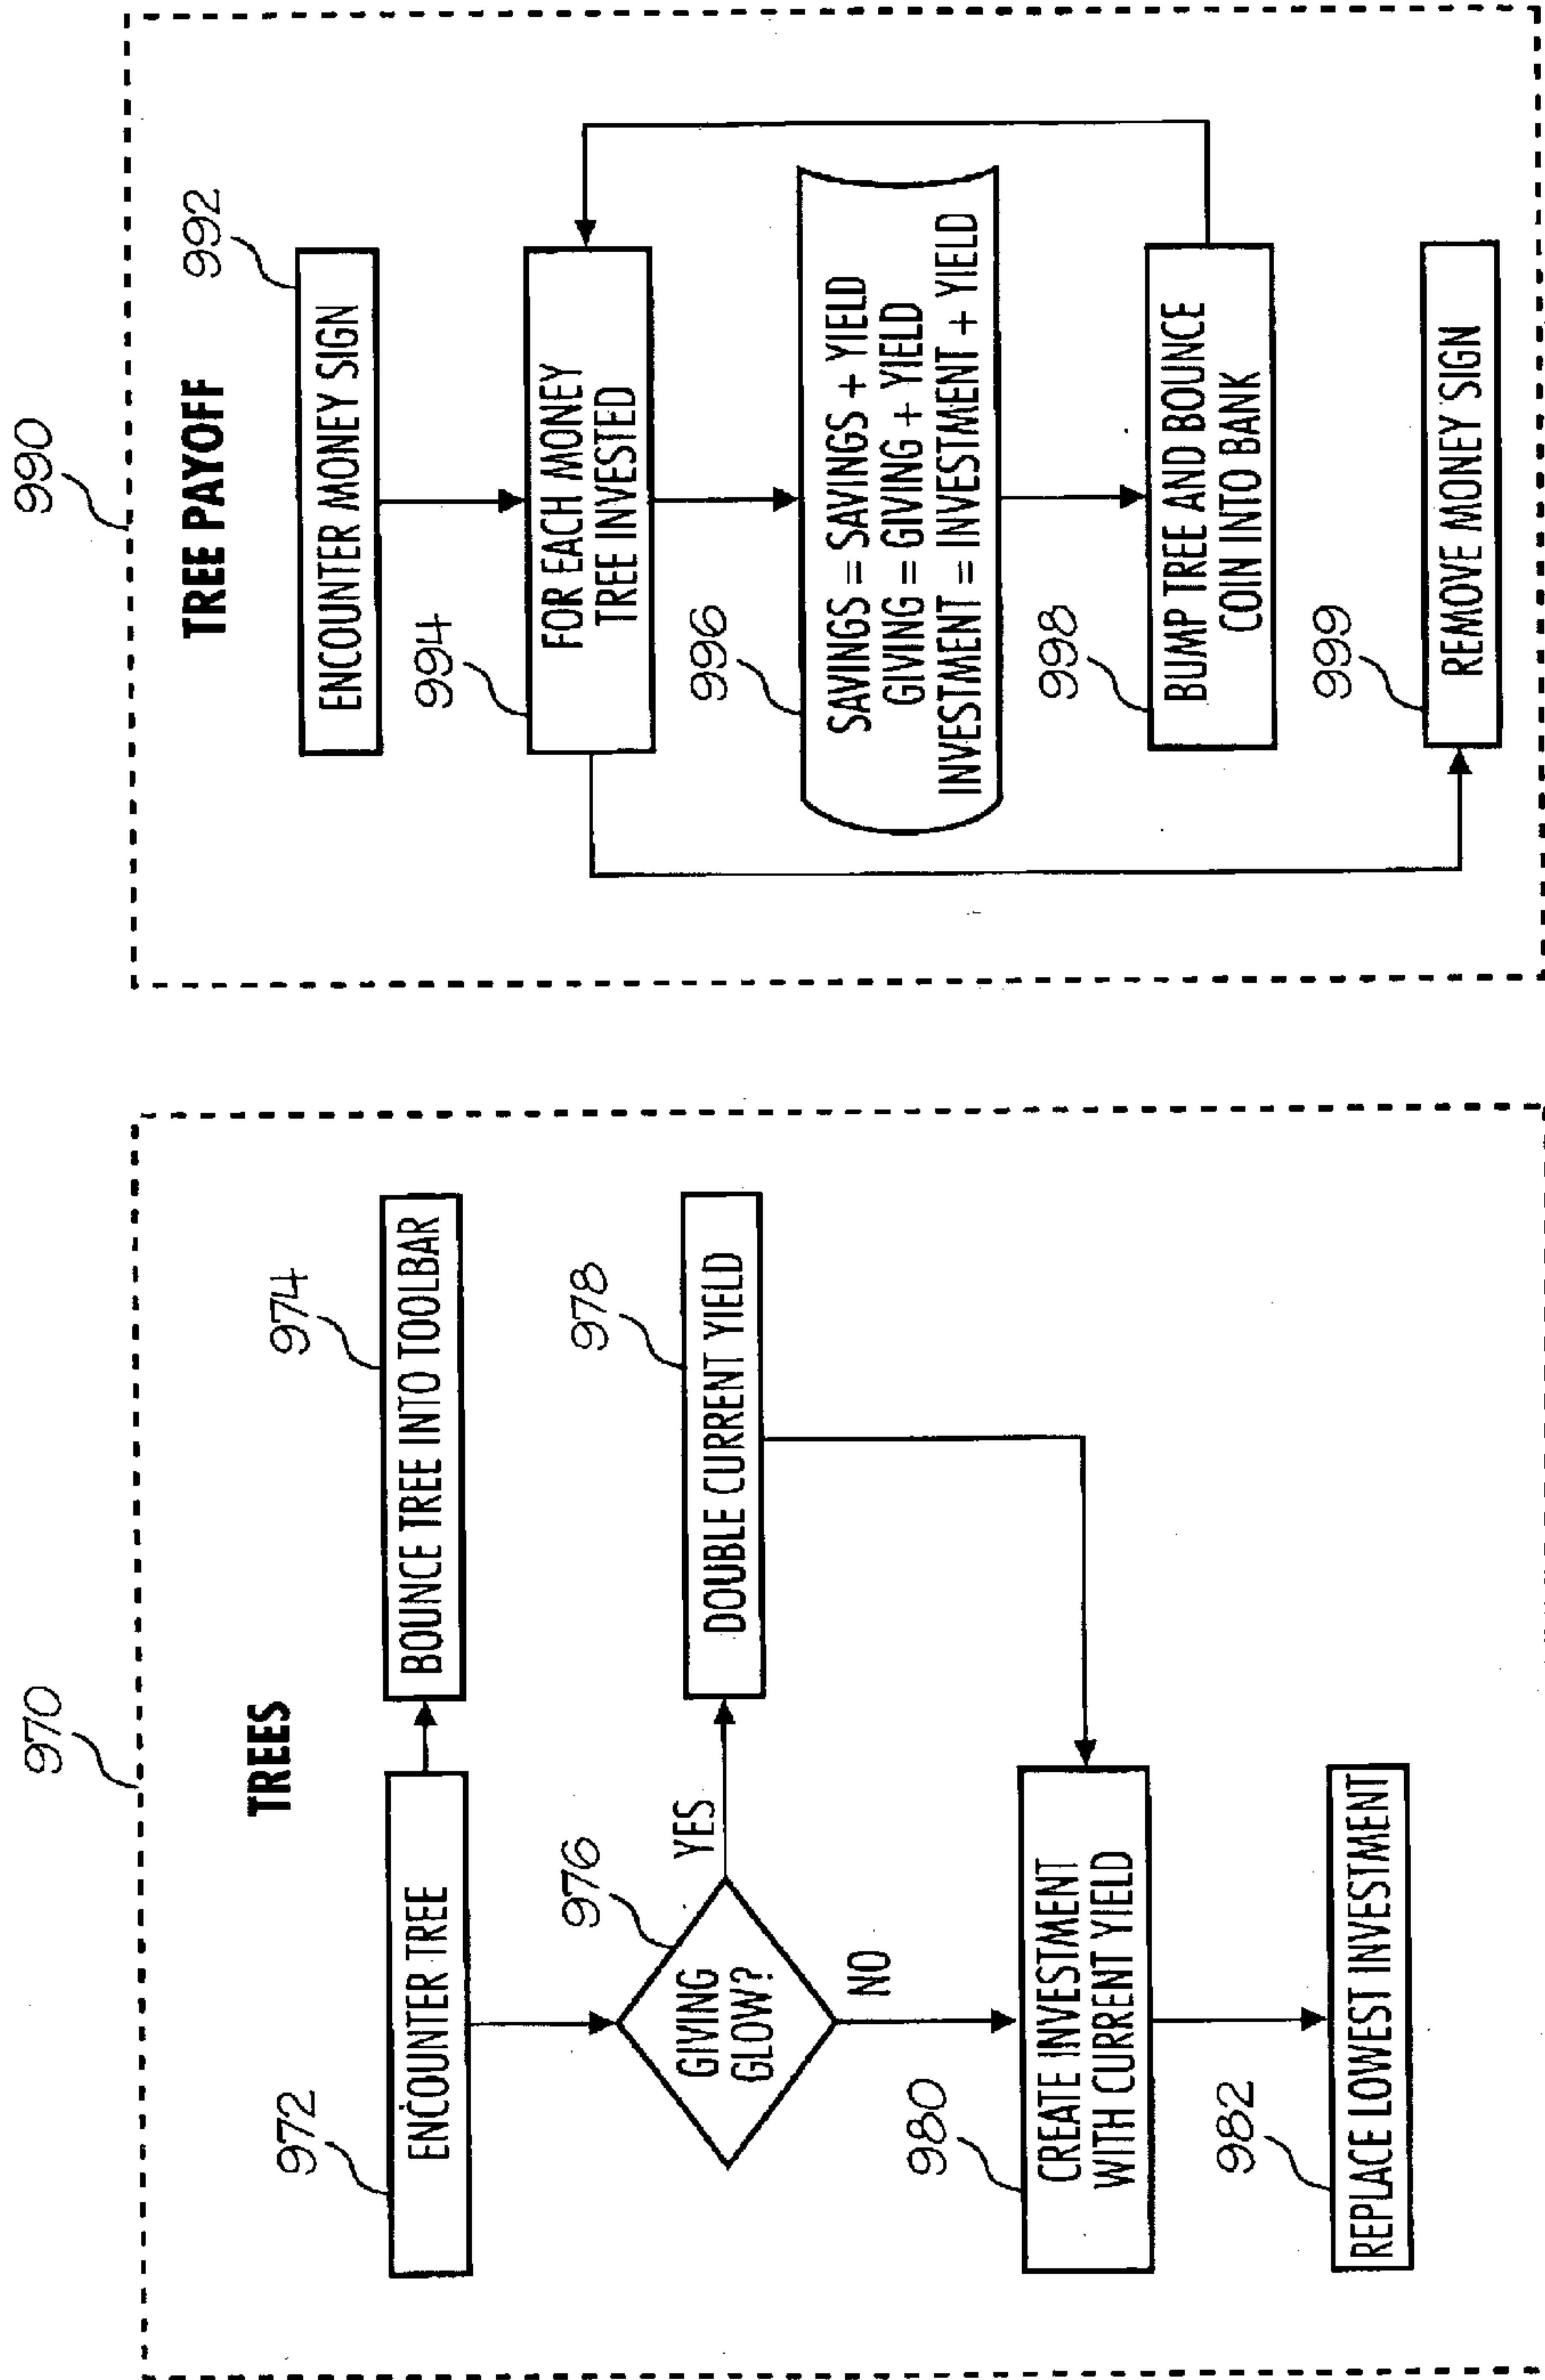 970
TREES
972
ENCOUNTER TREE
974
BOUNCE TREE INTO TOOLBAR
976
GIVING
GLOW?
YES
978
DOUBLE CURRENT YIELD
NO
980
CREATE INVESTMENT
WITH CURRENT YIELD
982
REPLACE LOWEST INVESTMENT
990
TREE PAYOFF
992
ENCOUNTER MONEY SIGN
994
FOR EACH MONEY
TREE INVESTED
996
SAVINGS = SAVINGS + YIELD
GIVING = GIVING + YIELD
INVESTMENT = INVESTMENT + YIELD
998
BUMP TREE AND BOUNCE
COIN INTO BANK
999
REMOVE MONEY SIGN